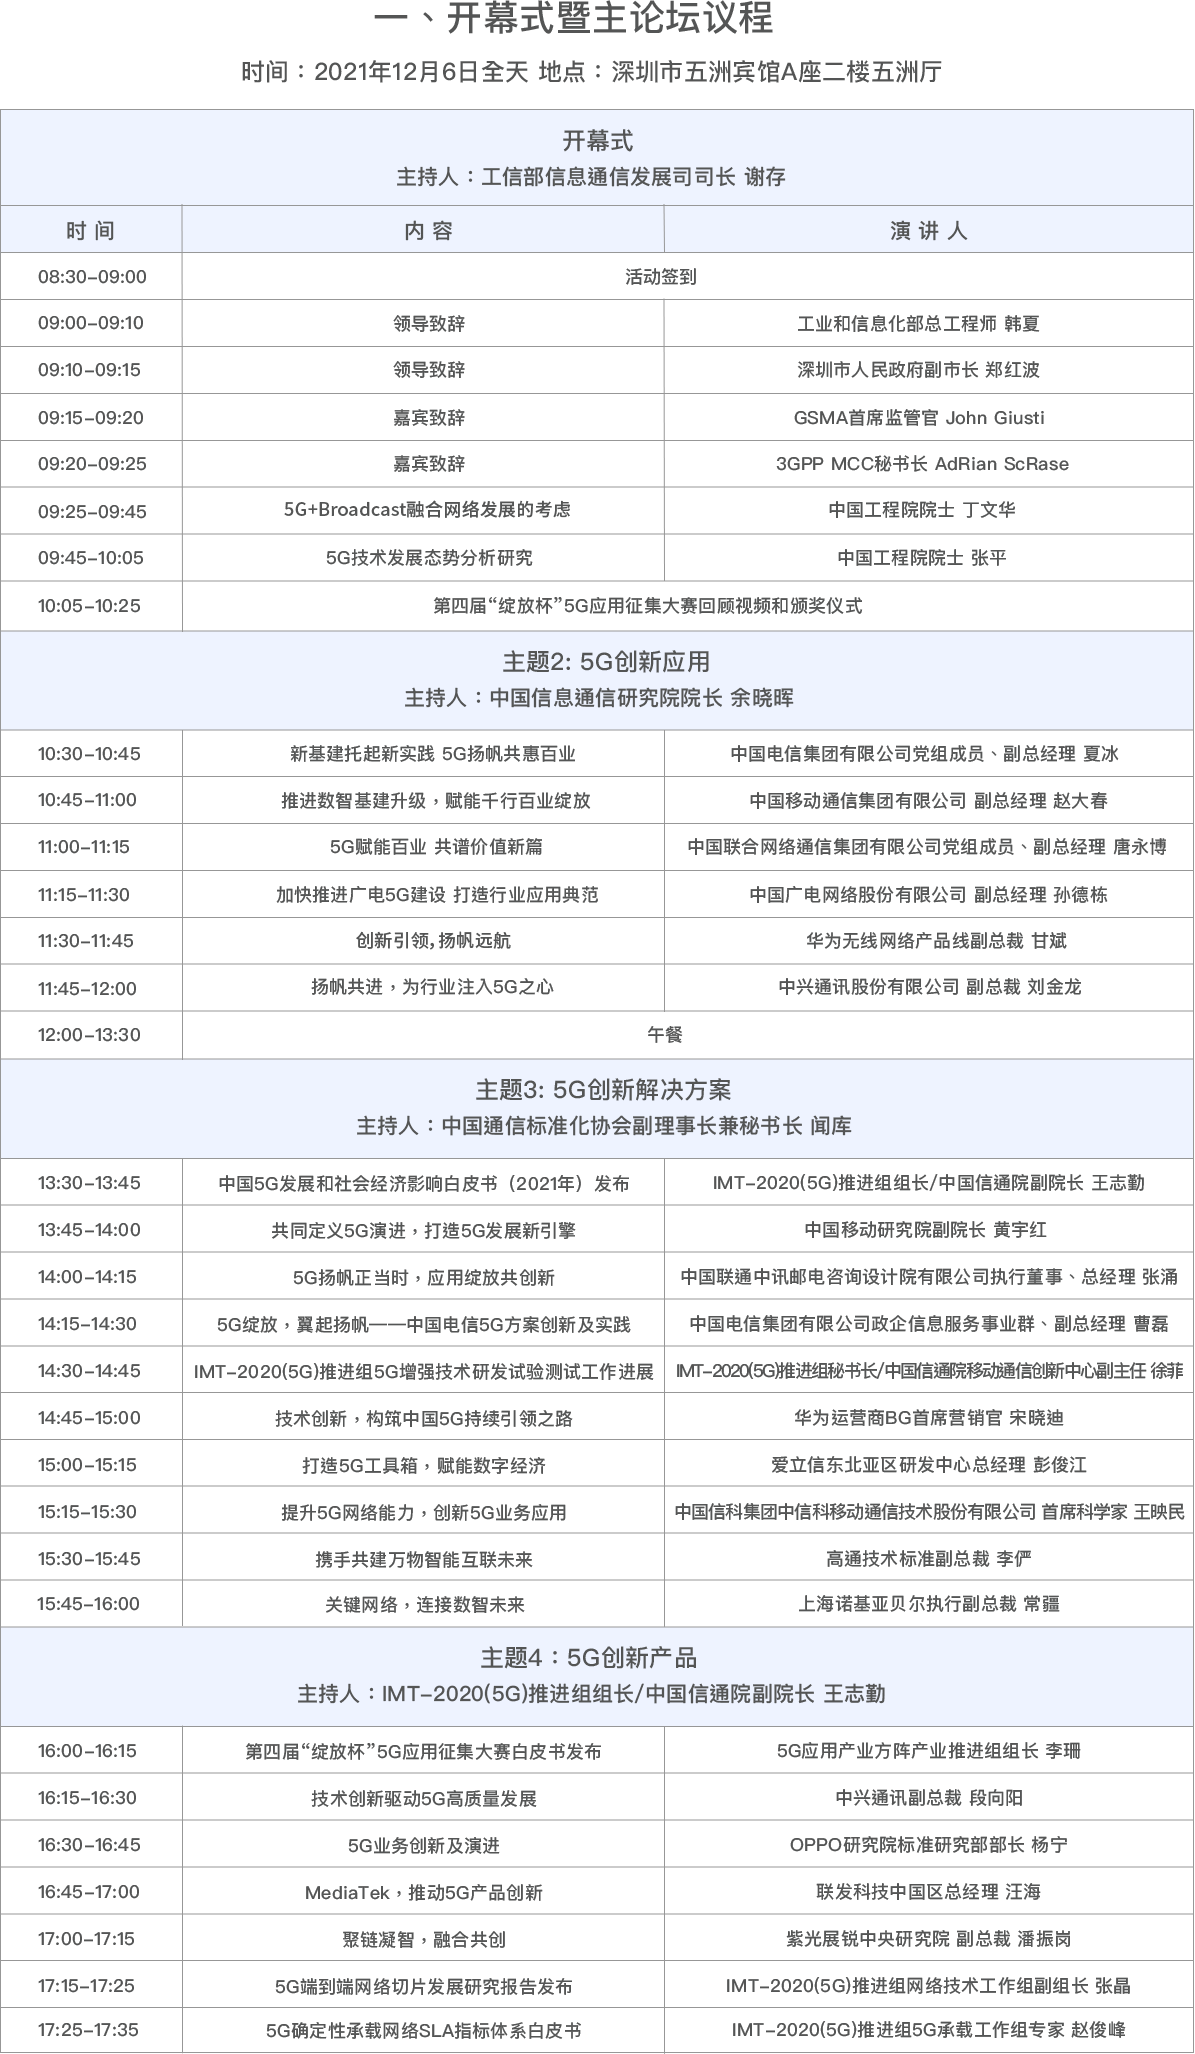 一、开幕式暨主论坛议程
时间：2021年12月6日全天 地点：深圳市五洲宾馆A座二楼五洲厅
开幕式
主持人：工信部信息通信发展司司长 谢存
时 间 内 容 演 讲 人
08:30-09:00 活动签到
09:00-09:10 领导致辞 工业和信息化部总工程师 韩夏
09:10-09:15 领导致辞 深圳市人民政府副市长 郑红波
09:15-09:20 嘉宾致辞 GSMA首席监管官 John Giusti
09:20-09:25 嘉宾致辞 3GPP MCC秘书长 AdRian ScRase
09:25-09:45 5G+Broadcast融合网络发展的考虑 中国工程院院士 丁文华
09:45-10:05 5G技术发展态势分析研究 中国工程院院士 张平
10:05-10:25 第四届“绽放杯”5G应用征集大赛回顾视频和颁奖仪式
主题2: 5G创新应用
主持人：中国信息通信研究院院长 余晓晖
10:30-10:45 新基建托起新实践 5G扬帆共惠百业 中国电信集团有限公司党组成员、副总经理 夏冰
10:45-11:00 推进数智基建升级，赋能千行百业绽放 中国移动通信集团有限公司 副总经理 赵大春
11:00-11:15 5G赋能百业 共谱价值新篇 中国联合网络通信集团有限公司党组成员、副总经理 唐永博
11:15-11:30 加快推进广电5G建设 打造行业应用典范 中国广电网络股份有限公司 副总经理 孙德栋
11:30-11:45 创新引领,扬帆远航 华为无线网络产品线副总裁 甘斌
11:45-12:00 扬帆共进，为行业注入5G之心 中兴通讯股份有限公司 副总裁 刘金龙
12:00-13:30 午餐
主题3: 5G创新解决方案
主持人：中国通信标准化协会副理事长兼秘书长 闻库
13:30-13:45 中国5G发展和社会经济影响白皮书（2021年）发布 IMT-2020(5G)推进组组长/中国信通院副院长 王志勤
13:45-14:00 共同定义5G演进，打造5G发展新引擎 中国移动研究院副院长 黄宇红
14:00-14:15 5G扬帆正当时，应用绽放共创新 中国联通中讯邮电咨询设计院有限公司执行董事、总经理 张涌
14:15-14:30 5G绽放，翼起扬帆——中国电信5G方案创新及实践 中国电信集团有限公司政企信息服务事业群、副总经理 曹磊
14:30-14:45 IMT-2020(5G)推进组5G增强技术研发试验测试工作进展 IMT-2020(5G)推进组秘书长/中国信通院移动通信创新中心副主任 徐菲
14:45-15:00 技术创新，构筑中国5G持续引领之路 华为运营商BG首席营销官 宋晓迪
15:00-15:15 打造5G工具箱，赋能数字经济 爱立信东北亚区研发中心总经理 彭俊江
15:15-15:30 提升5G网络能力，创新5G业务应用 中国信科集团中信科移动通信技术股份有限公司 首席科学家 王映民
15:30-15:45 携手共建万物智能互联未来 高通技术标准副总裁 李俨
15:45-16:00 关键网络，连接数智未来 上海诺基亚贝尔执行副总裁 常疆
主题4：5G创新产品
主持人：IMT-2020(5G)推进组组长/中国信通院副院长 王志勤
16:00-16:15 第四届“绽放杯”5G应用征集大赛白皮书发布 5G应用产业方阵产业推进组组长 李珊
16:15-16:30 技术创新驱动5G高质量发展 中兴通讯副总裁 段向阳
16:30-16:45 5G业务创新及演进 OPPO研究院标准研究部部长 杨宁
16:45-17:00 MediaTek，推动5G产品创新 联发科技中国区总经理 汪海
17:00-17:15 聚链凝智，融合共创 紫光展锐中央研究院 副总裁 潘振岗
17:15-17:25 5G端到端网络切片发展研究报告发布 IMT-2020(5G)推进组网络技术工作组副组长 张晶
17:25-17:35 5G确定性承载网络SLA指标体系白皮书 IMT-2020(5G)推进组5G承载工作组专家 赵俊峰